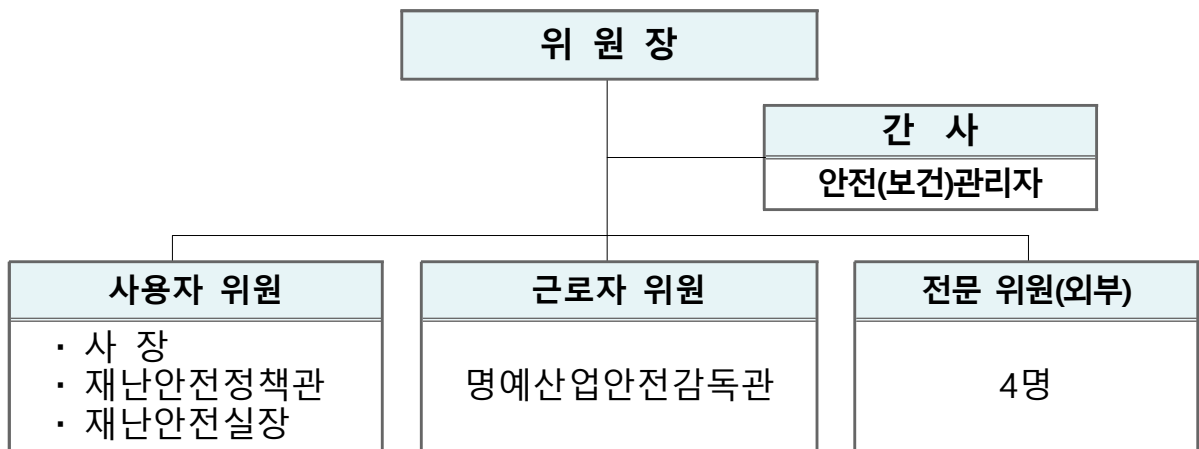 위 원 장
간 사
안전(보건)관리자
사용자 위원
· 사 장
· 재난안전정책관
· 재난안전실장
근로자 위원
명예산업안전감독관
전문 위원(외부)
4명